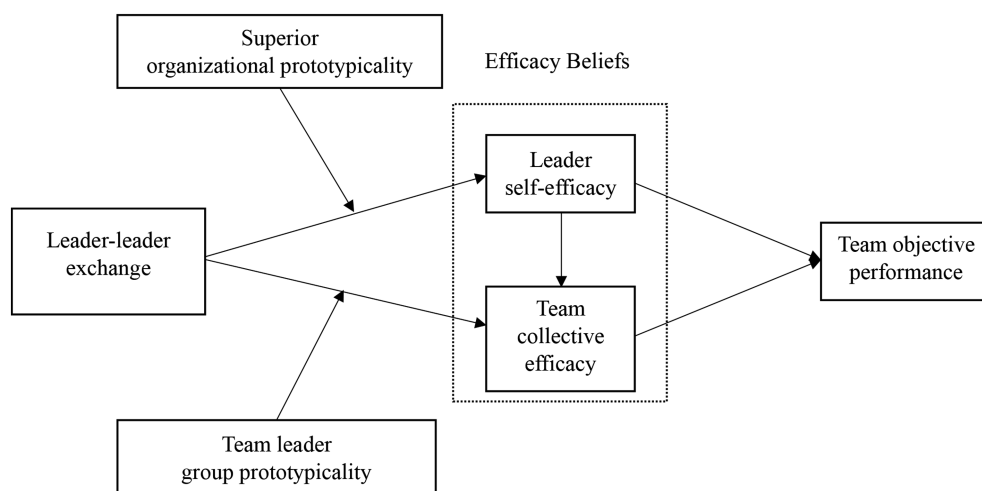 Superior
organizational prototypicality
Efficacy Beliefs
Leader
self-efficacy
Leader-leader
exchange
Team objective
performance
Team
collective
efficacy
Team leader
group prototypicality